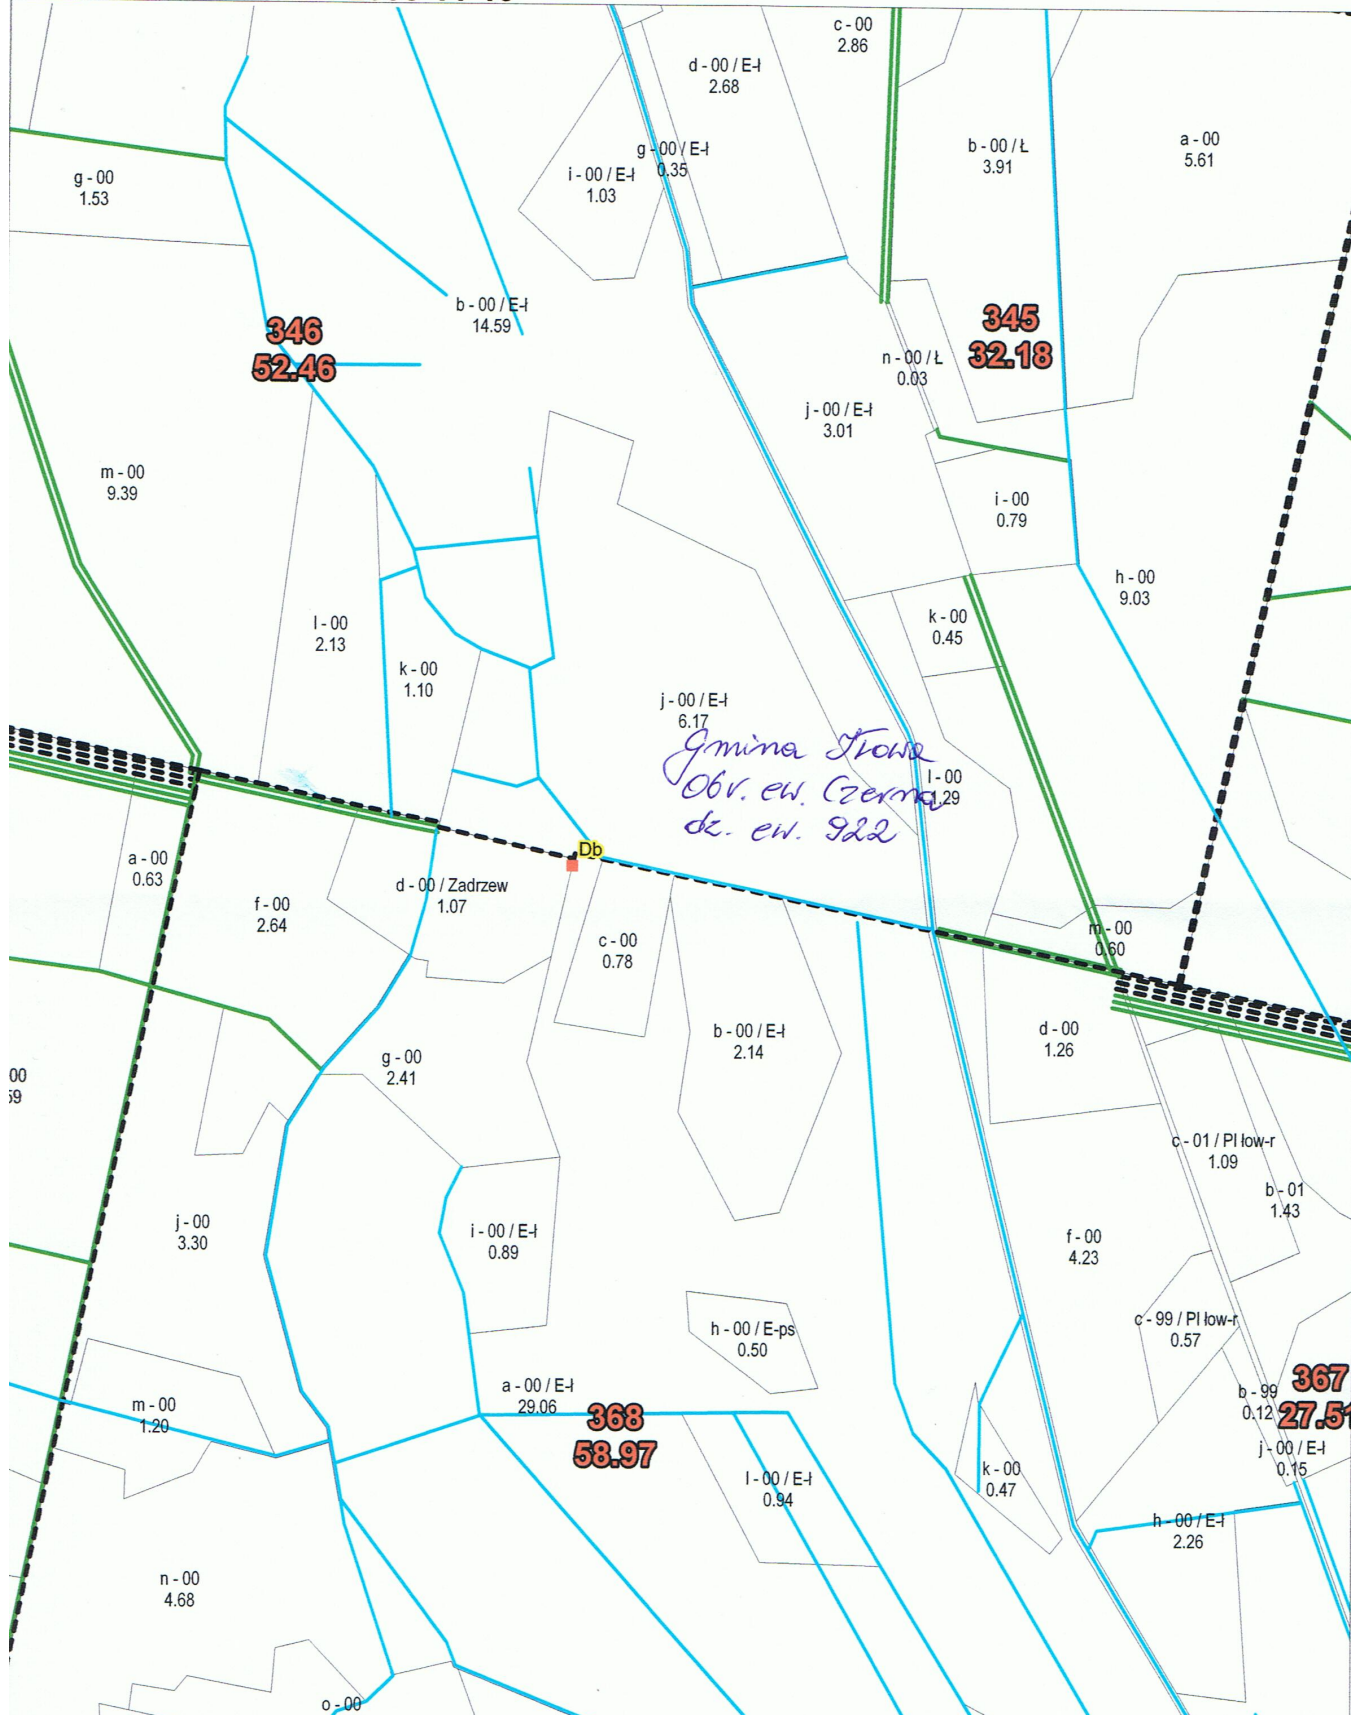 c - 00
2.86
d - 00 / E-ł
2.68
g - 00 / E-ł
0.35
i - 00 / E-ł
1.03
b - 00 / Ł
3.91
a - 00
5.61
g - 00
1.53
b - 00 / E-ł
14.59
346
52.46
345
32.18
n - 00 / Ł
0.03
j - 00 / E-ł
3.01
m - 00
9.39
i - 00
0.79
h - 00
9.03
l - 00
2.13
k - 00
0.45
k - 00
1.10
j - 00 / E-ł
6.17
Gmina Iłowa
Obr. ew. Czerna
dz. ew. 922
l - 00
1.29
Db
a - 00
0.63
f - 00
2.64
d - 00 / Zadrzew
1.07
c - 00
0.78
m - 00
0.60
b - 00 / E-ł
2.14
d - 00
1.26
g - 00
2.41
00
59
c - 01 / Pl łow-r
1.09
b - 01
1.43
j - 00
3.30
i - 00 / E-ł
0.89
f - 00
4.23
h - 00 / E-ps
0.50
c - 99 / Pl łow-r
0.57
a - 00 / E-ł
29.06
368
58.97
m - 00
1.20
b - 99
0.12
367
27.51
j - 00 / E-ł
0.15
l - 00 / E-ł
0.94
k - 00
0.47
h - 00 / E-ł
2.26
n - 00
4.68
o - 00